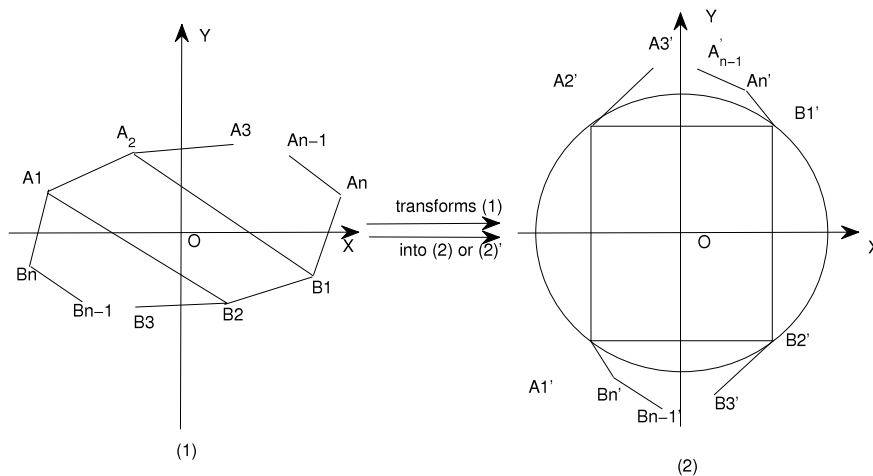 Y
A2
A3
An−1
A1
An
O
X
Bn
B1
Bn−1
B3
B2
(1)
transforms (1)
into (2) or (2)'
Y
A3'
A'n−1
A2'
An'
B1'
O
X
B2'
A1'
Bn'
B3'
Bn−1'
(2)